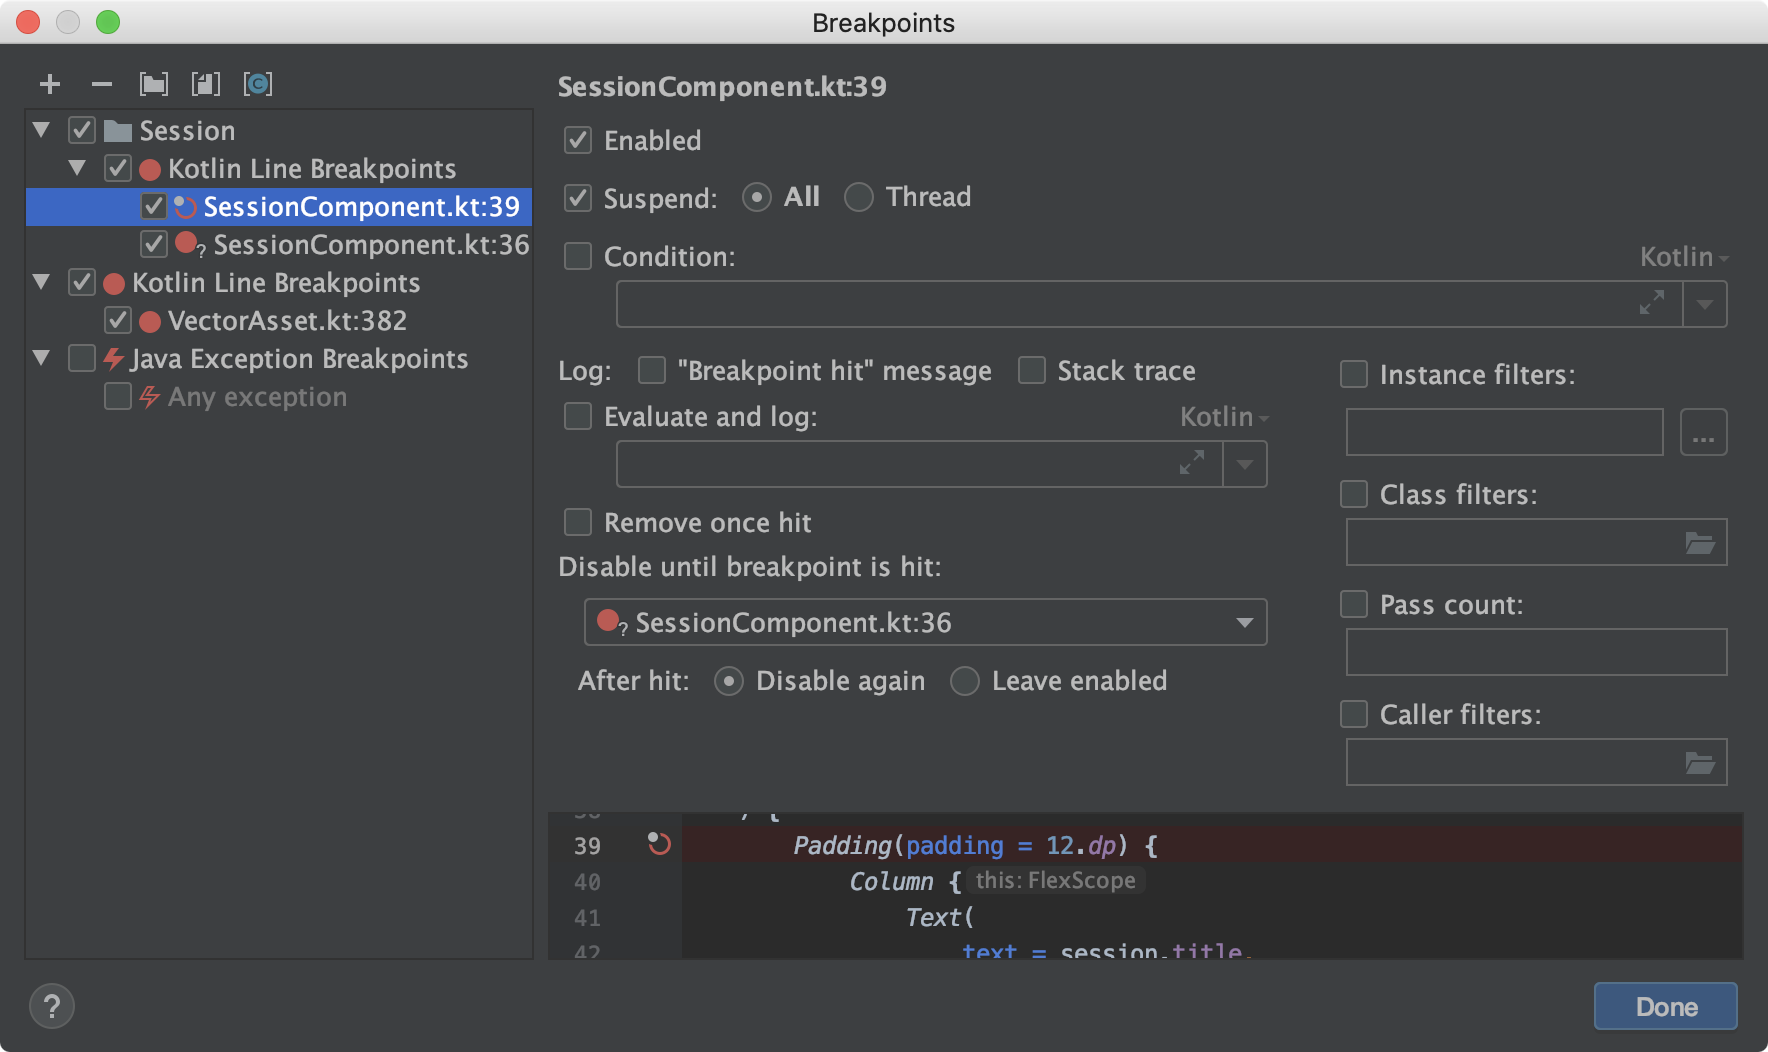 Breakpoints
SessionComponent.kt:39
Session
Kotlin Line Breakpoints
SessionComponent.kt:39
SessionComponent.kt:36
Kotlin Line Breakpoints
VectorAsset.kt:382
Java Exception Breakpoints
Any exception
Enabled
Suspend: All Thread
Condition: Kotlin
Log: "Breakpoint hit" message Stack trace
Evaluate and log: Kotlin
Remove once hit
Disable until breakpoint is hit:
SessionComponent.kt:36
After hit: Disable again Leave enabled
Instance filters:
...
Class filters:
Pass count:
Caller filters:
38 ) {
39 Padding(padding = 12.dp) {
40 Column { this: FlexScope
41 Text(
42 text = session.title,
? Done